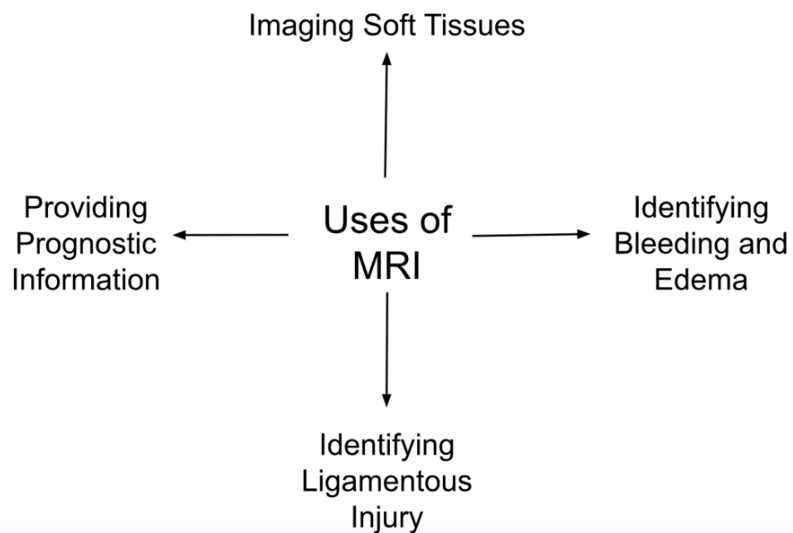 Imaging Soft Tissues
Providing
Prognostic
Information
Uses of
MRI
Identifying
Bleeding and
Edema
Identifying
Ligamentous
Injury